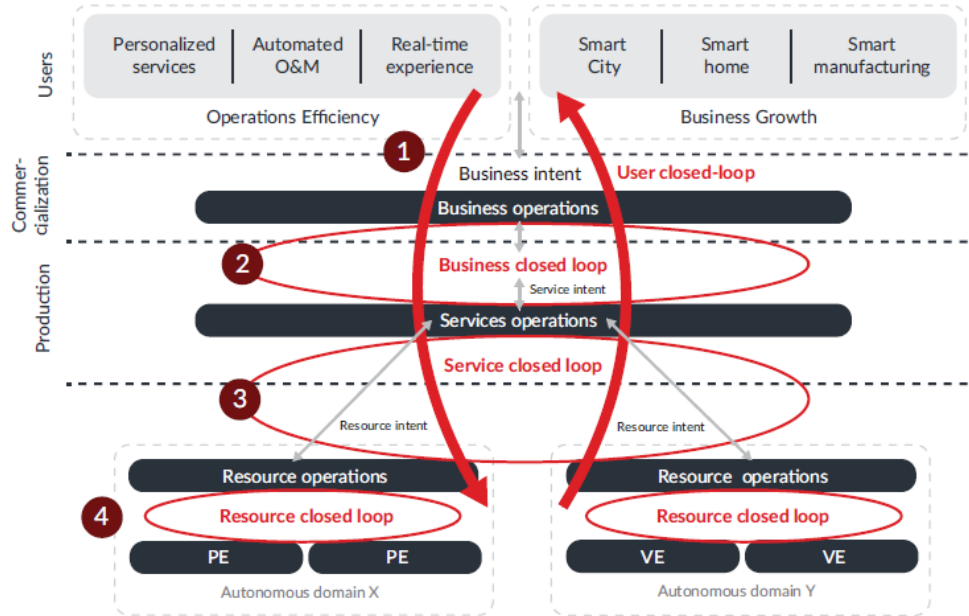 Users
Personalized
services
Automated
O&M
Real-time
experience
Operations Efficiency
Smart
City
Smart
home
Smart
manufacturing
Business Growth
1
Commer-
cialization
Business intent
User closed-loop
Business operations
Production
2
Business closed loop
Service intent
Services operations
Service closed loop
3
Resource intent
Resource intent
Resource operations
Resource closed loop
4
PE
PE
Autonomous domain X
Resource operations
Resource closed loop
VE
VE
Autonomous domain Y